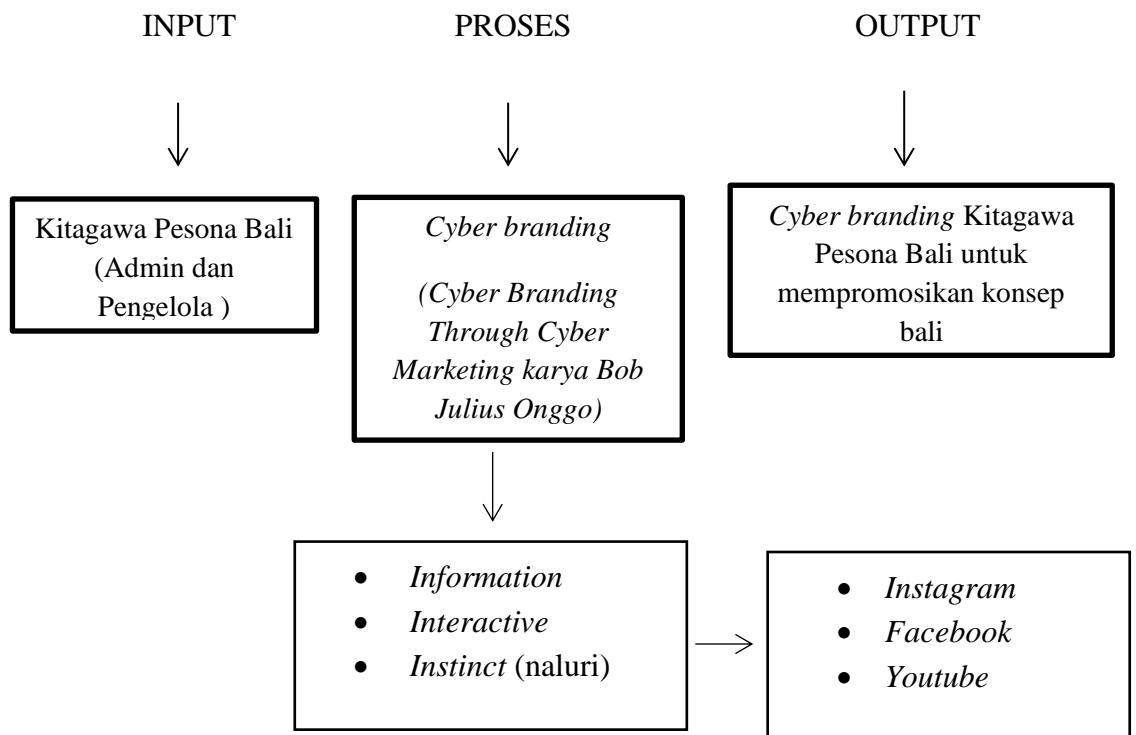 INPUT
PROSES
OUTPUT
Kitagawa Pesona Bali
(Admin dan
Pengelola )
Cyber branding
(Cyber Branding
Through Cyber
Marketing karya Bob
Julius Onggo)
Cyber branding Kitagawa
Pesona Bali untuk
mempromosikan konsep
bali
• Information
• Interactive
• Instinct (naluri)
• Instagram
• Facebook
• Youtube